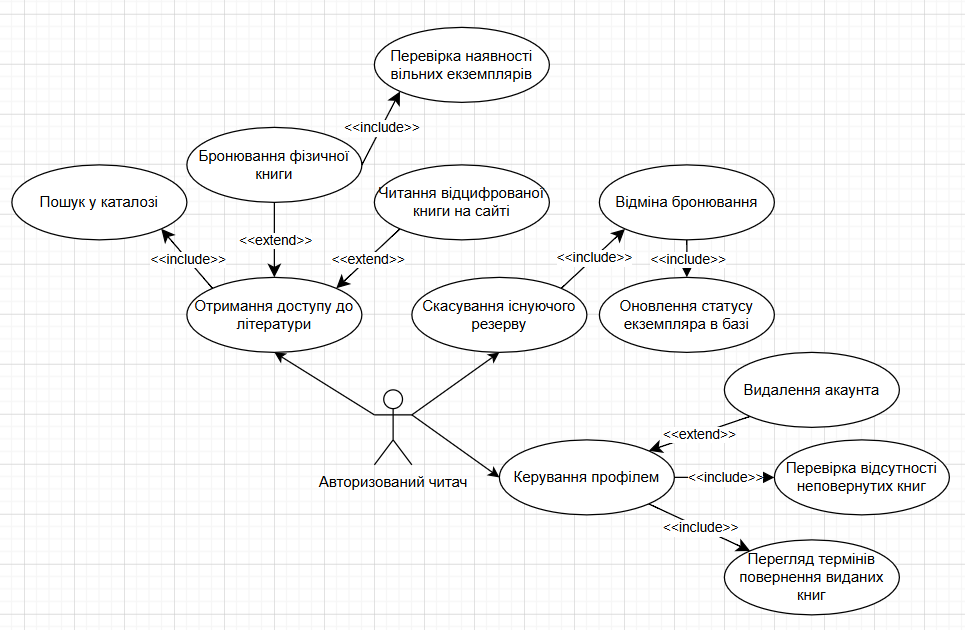 Перевірка наявності
вільних екземплярів
<<include>>
Бронювання фізичної
книги
Пошук у каталозі
Читання відцифрованої
книги на сайті
Відміна бронювання
<<extend>>
<<include>>
<<extend>>
<<include>>
<<include>>
Отримання доступу до
літератури
Скасування існуючого
резерву
Оновлення статусу
екземпляра в базі
Видалення акаунта
<<extend>>
Авторизований читач
Керування профілем
<<include>>
Перевірка відсутності
неповернутих книг
<<include>>
Перегляд термінів
повернення виданих
книг